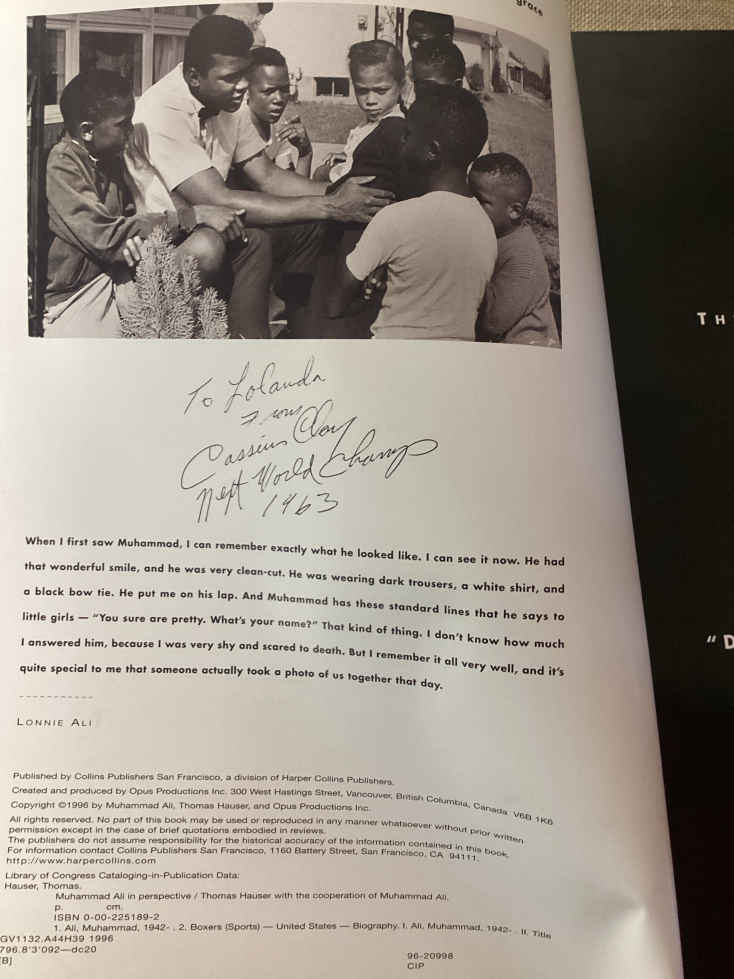 grace
To Lolanda
From
Cassius Clay
Next World Champ
1963
When I first saw Muhammad, I can remember exactly what he looked like. I can see it now. He had
that wonderful smile, and he was very clean-cut. He was wearing dark trousers, a white shirt, and
a black bow tie. He put me on his lap. And Muhammad has these standard lines that he says to
little girls — “You sure are pretty. What’s your name?” That kind of thing. I don’t know how much
I answered him, because I was very shy and scared to death. But I remember it all very well, and it’s
quite special to me that someone actually took a photo of us together that day.
LONNIE ALI
Published by Collins Publishers San Francisco, a division of Harper Collins Publishers.
Created and produced by Opus Productions Inc. 300 West Hastings Street, Vancouver, British Columbia, Canada V6B 1K6
Copyright ©1996 by Muhammad Ali, Thomas Hauser, and Opus Productions Inc.
All rights reserved. No part of this book may be used or reproduced in any manner whatsoever without prior written
permission except in the case of brief quotations embodied in reviews.
The publishers do not assume responsibility for the historical accuracy of the information contained in this book.
For information contact Collins Publishers San Francisco, 1160 Battery Street, San Francisco, CA 94111.
http://www.harpercollins.com
Library of Congress Cataloging-in-Publication Data:
Hauser, Thomas.
Muhammad Ali in perspective / Thomas Hauser with the cooperation of Muhammad Ali.
p. cm.
ISBN 0-00-225189-2
1. Ali, Muhammad, 1942- . 2. Boxers (Sports) — United States — Biography. I. Ali, Muhammad, 1942- . II. Title
GV1132.A44H39 1996
796.8'3'092—dc20
[B]
96-20998
CIP
TH
“D